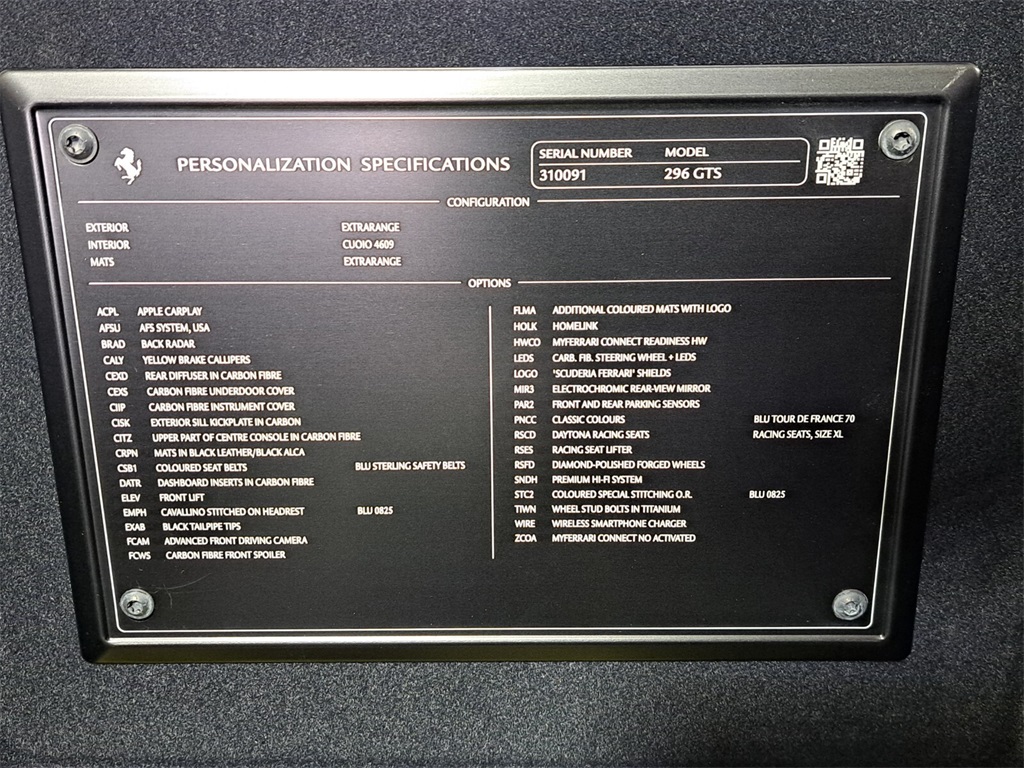 PERSONALIZATION SPECIFICATIONS
SERIAL NUMBER MODEL
310091 296 GTS
CONFIGURATION
EXTERIOR EXTRARANGE
INTERIOR CUOIO 4609
MATS EXTRARANGE
OPTIONS
ACPL APPLE CARPLAY
AFSU AFS SYSTEM, USA
BRAD BACK RADAR
CALY YELLOW BRAKE CALLIPERS
CEXD REAR DIFFUSER IN CARBON FIBRE
CEXS CARBON FIBRE UNDERDOOR COVER
CIIP CARBON FIBRE INSTRUMENT COVER
CISK EXTERIOR SILL KICKPLATE IN CARBON
CITZ UPPER PART OF CENTRE CONSOLE IN CARBON FIBRE
CRPN MATS IN BLACK LEATHER/BLACK ALCA
CSB1 COLOURED SEAT BELTS BLU STERLING SAFETY BELTS
DATR DASHBOARD INSERTS IN CARBON FIBRE
ELEV FRONT LIFT
EMPH CAVALLINO STITCHED ON HEADREST BLU 0825
EXAB BLACK TAILPIPE TIPS
FCAM ADVANCED FRONT DRIVING CAMERA
FCWS CARBON FIBRE FRONT SPOILER
FLMA ADDITIONAL COLOURED MATS WITH LOGO
HOLK HOMELINK
HWCO MYFERRARI CONNECT READINESS HW
LEDS CARB. FIB. STEERING WHEEL + LEDS
LOGO 'SCUDERIA FERRARI' SHIELDS
MIR3 ELECTROCHROMIC REAR-VIEW MIRROR
PAR2 FRONT AND REAR PARKING SENSORS
PNCC CLASSIC COLOURS BLU TOUR DE FRANCE 70
RSCD DAYTONA RACING SEATS RACING SEATS, SIZE XL
RSES RACING SEAT LIFTER
RSFD DIAMOND-POLISHED FORGED WHEELS
SNDH PREMIUM HI-FI SYSTEM
STC2 COLOURED SPECIAL STITCHING O.R. BLU 0825
TIWN WHEEL STUD BOLTS IN TITANIUM
WIRE WIRELESS SMARTPHONE CHARGER
ZCOA MYFERRARI CONNECT NO ACTIVATED